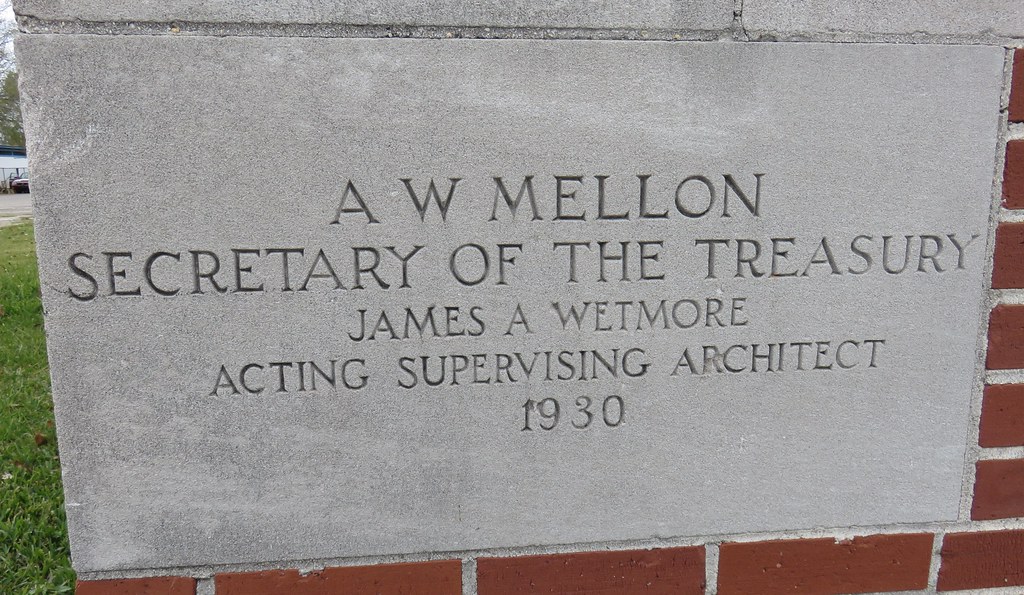 A W MELLON
SECRETARY OF THE TREASURY
JAMES A WETMORE
ACTING SUPERVISING ARCHITECT
1930